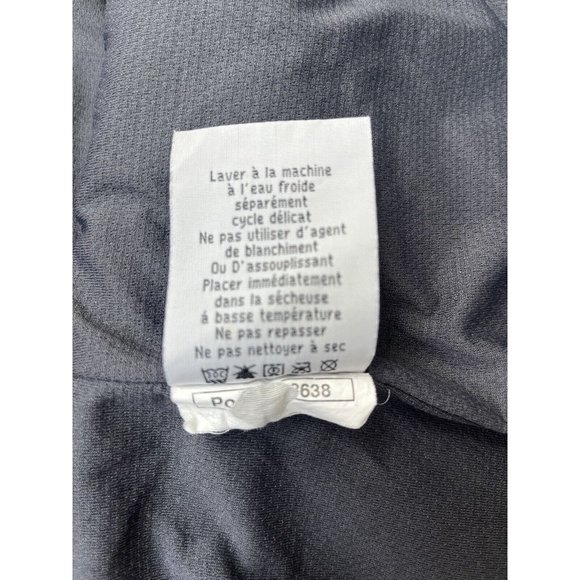 Laver à la machine
à l'eau froide
séparément
cycle délicat
Ne pas utiliser d'agent
de blanchiment
Ou D'assouplissant
Placer immédiatement
dans la sécheuse
á basse température
Ne pas repasser
Ne pas nettoyer à sec
3638